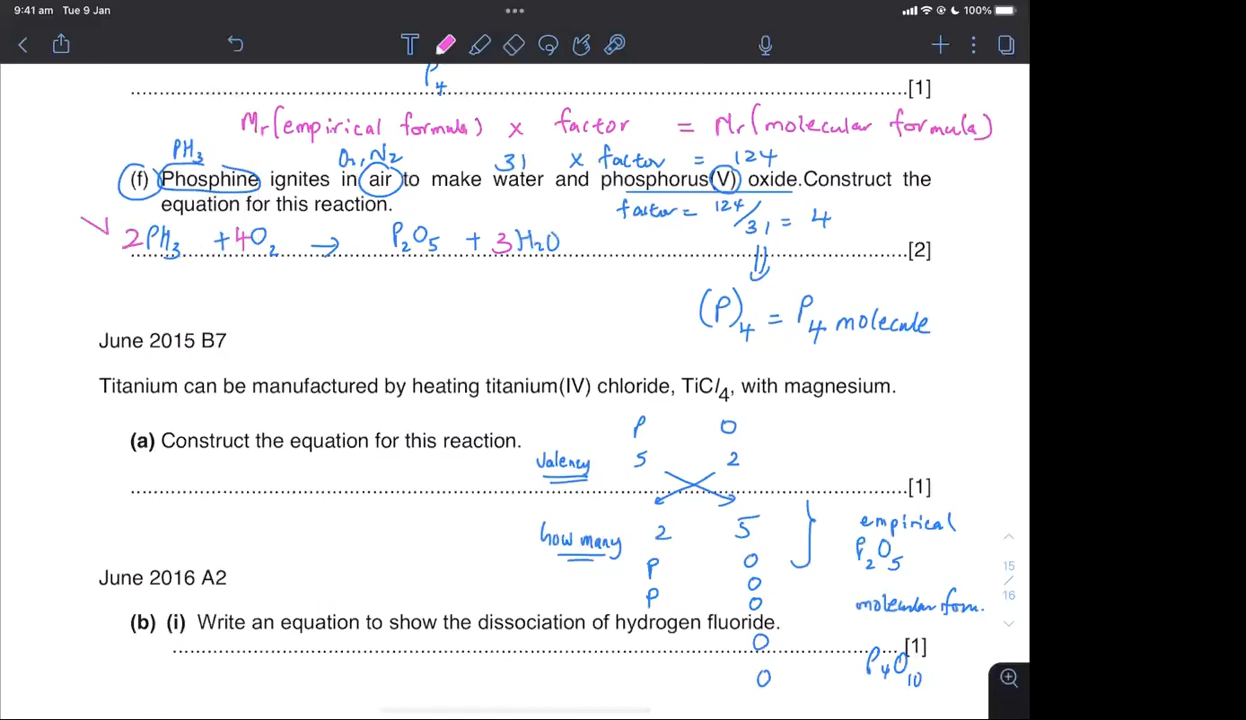 9:41 am Tue 9 Jan
100%
P4
[1]
Mr(empirical formula) × factor = Mr(molecular formula)
PH3 O2, N2 31 × factor = 124
(f) Phosphine ignites in air to make water and phosphorus(V) oxide.Construct the
equation for this reaction.
factor = 124/31 = 4
2PH3 + 4O2 → P2O5 + 3H2O
[2]
(P)4 = P4 molecule
June 2015 B7
Titanium can be manufactured by heating titanium(IV) chloride, TiCl4, with magnesium.
P O
(a) Construct the equation for this reaction.
valency 5 2
[1]
how many 2 5
empirical
P2O5
P O
O
P O
June 2016 A2
molecular form.
(b) (i) Write an equation to show the dissociation of hydrogen fluoride.
O
[1]
P4O10
O
15
/
16